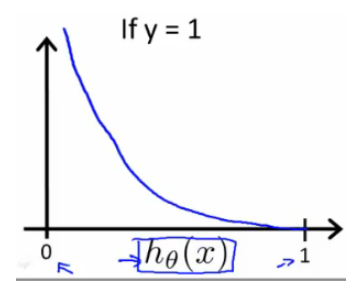 If y = 1
0 hθ(x) 1